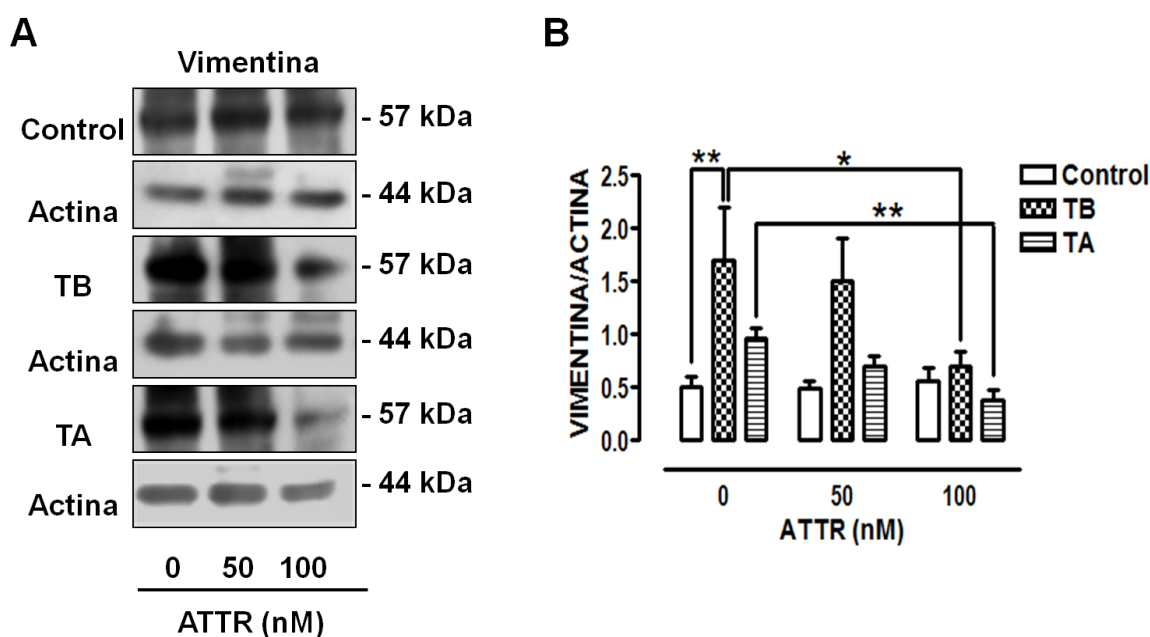 A
Vimentina
Control
- 57 kDa
Actina
- 44 kDa
TB
- 57 kDa
Actina
- 44 kDa
TA
- 57 kDa
Actina
- 44 kDa
0 50 100
ATTR (nM)
B
** * **
Control
TB
TA
VIMENTINA/ACTINA
2.5
2.0
1.5
1.0
0.5
0.0
0 50 100
ATTR (nM)